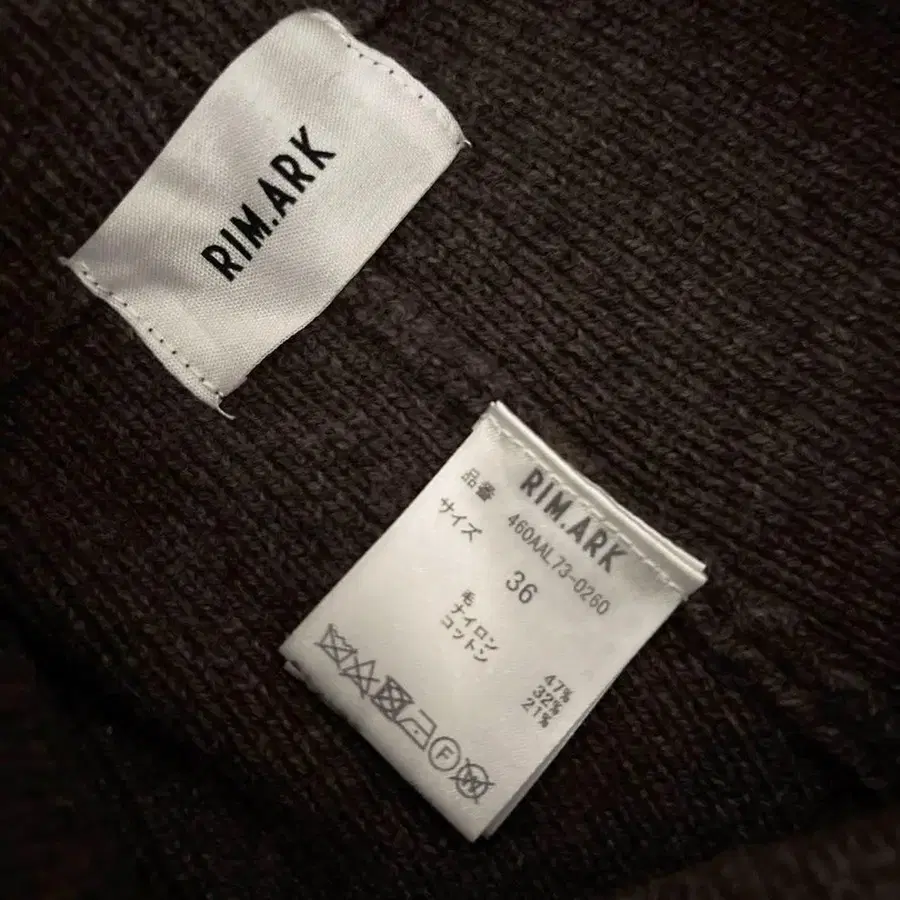 RIM.ARK
RIM.ARK
品番 460AAL73-0260
サイズ 36
毛 47%
ナイロン 32%
コットン 21%
F W